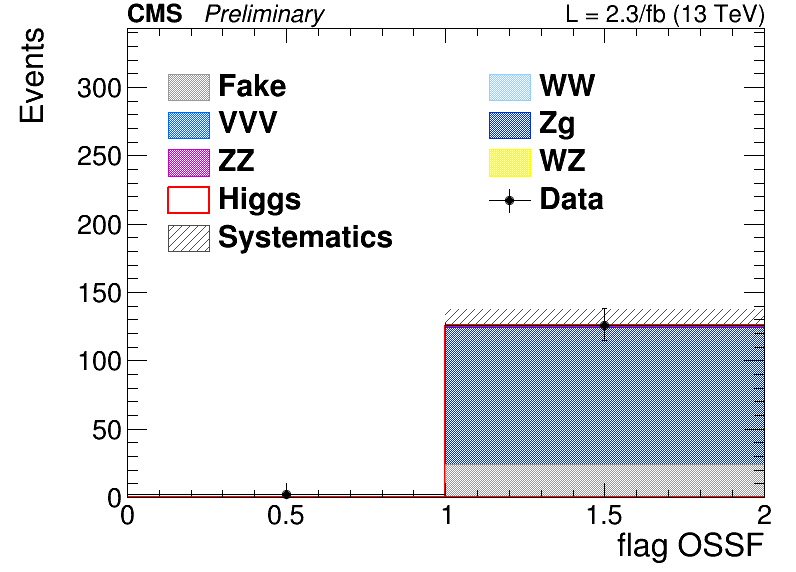 CMS Preliminary L = 2.3/fb (13 TeV)
Events
300
250
200
150
100
50
0
Fake WW
VVV Zg
ZZ WZ
Higgs Data
Systematics
0 0.5 1 1.5 2
flag OSSF